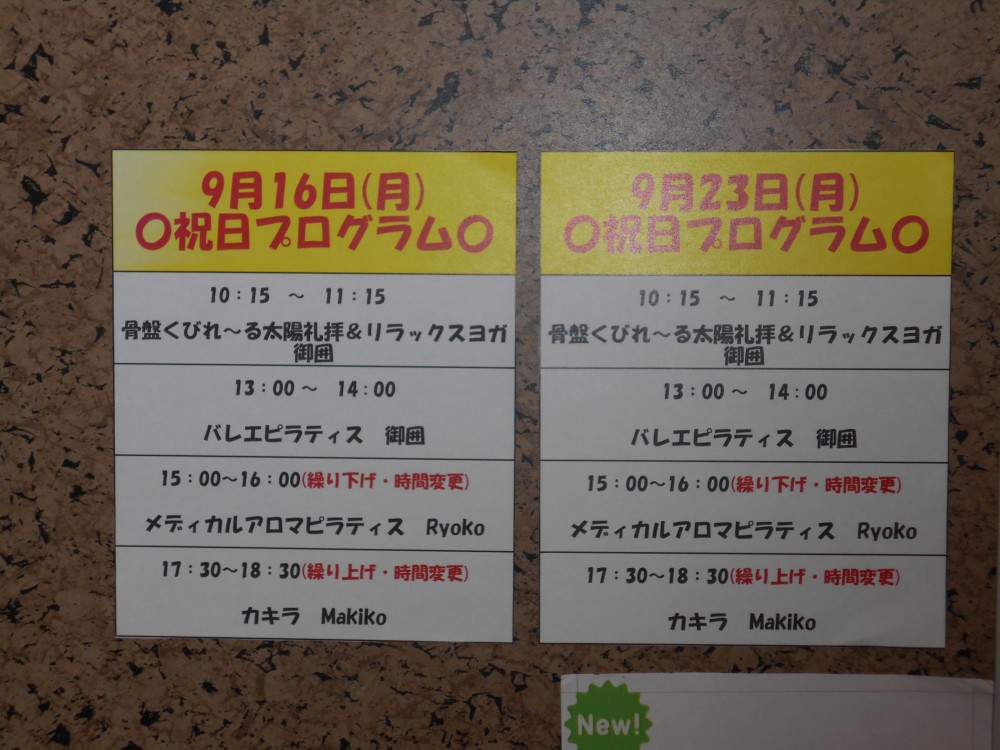 9月16日(月)
〇祝日プログラム〇
10:15 ～ 11:15
骨盤くびれ～る太陽礼拝＆リラックスヨガ
御囲
13:00～ 14:00
バレエピラティス 御囲
15:00～16:00(繰り下げ・時間変更)
メディカルアロマピラティス Ryoko
17:30～18:30(繰り上げ・時間変更)
カキラ Makiko
9月23日(月)
〇祝日プログラム〇
10:15 ～ 11:15
骨盤くびれ～る太陽礼拝＆リラックスヨガ
御囲
13:00～ 14:00
バレエピラティス 御囲
15:00～16:00(繰り下げ・時間変更)
メディカルアロマピラティス Ryoko
17:30～18:30(繰り上げ・時間変更)
カキラ Makiko
New!